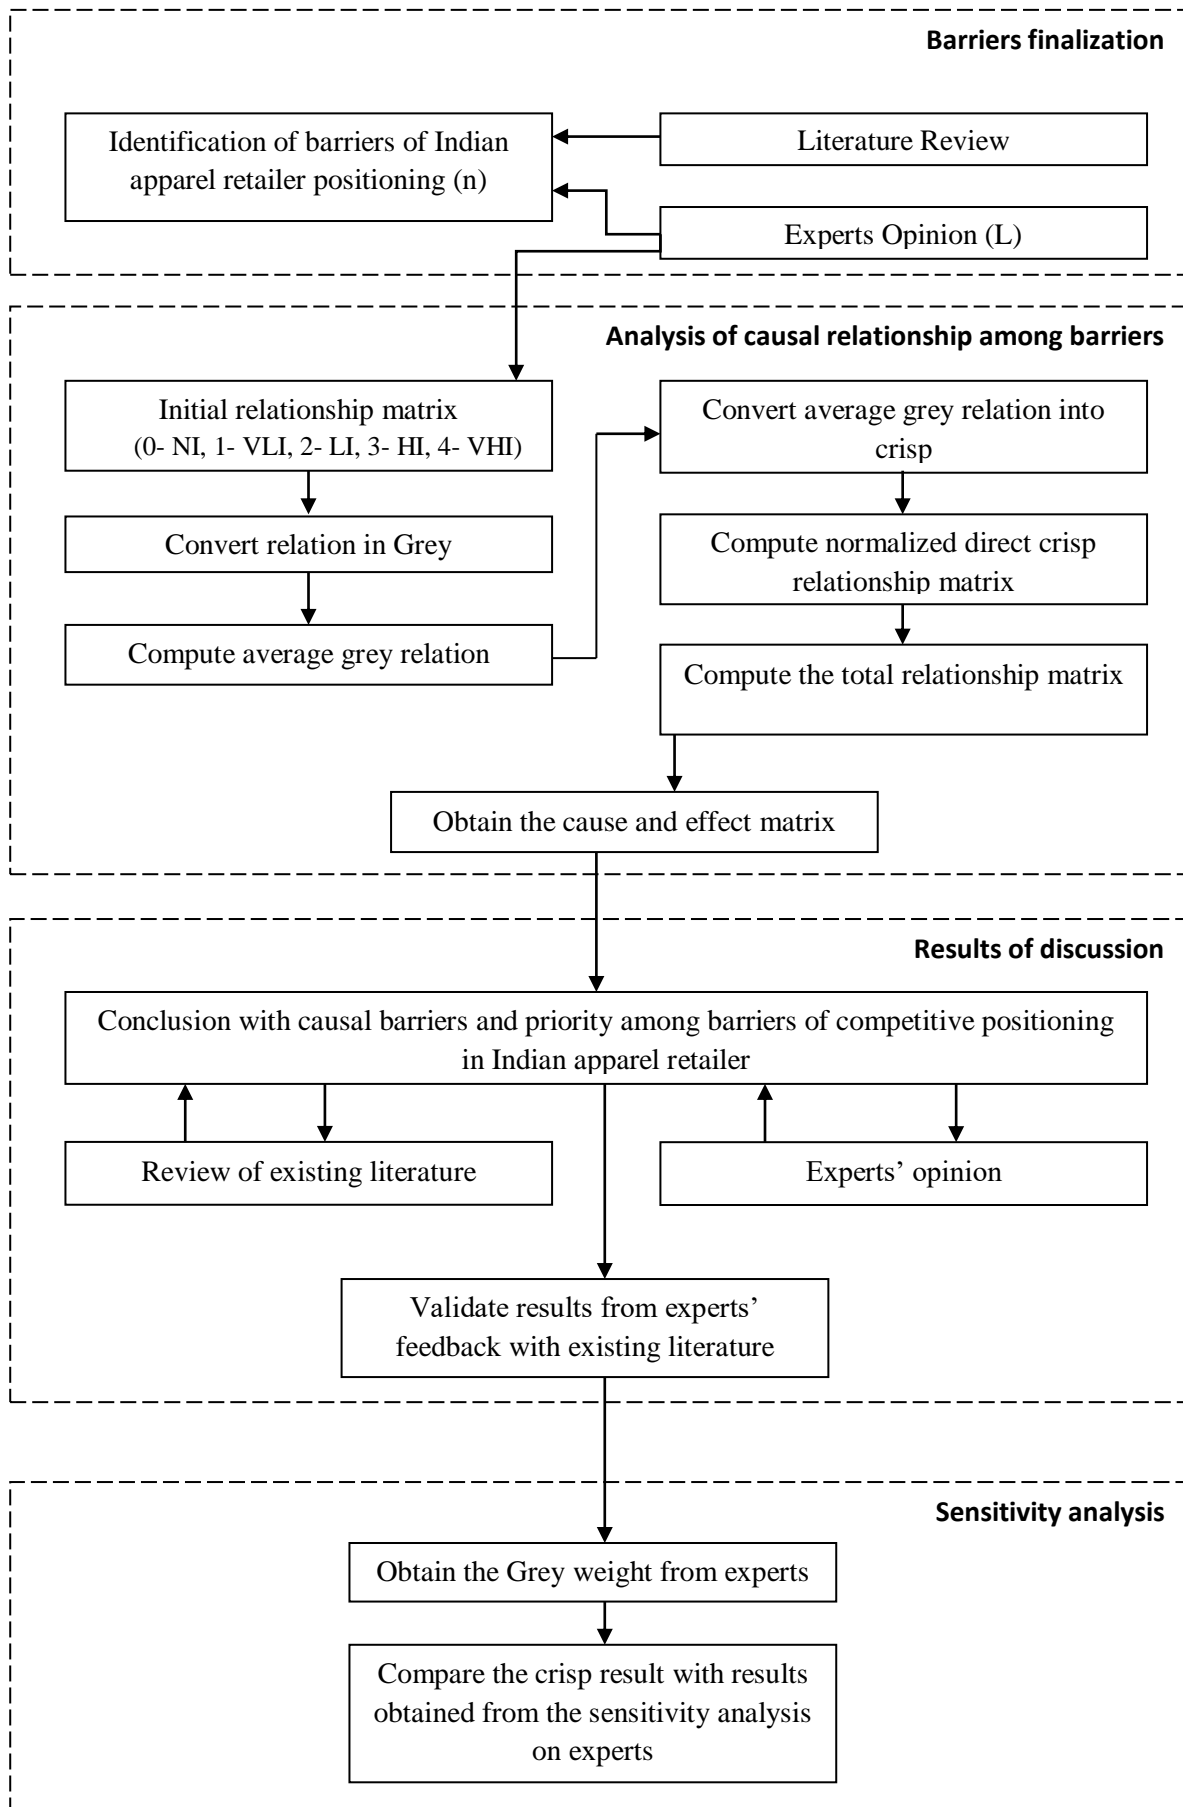 Barriers finalization
Identification of barriers of Indian
apparel retailer positioning (n)
Literature Review
Experts Opinion (L)
Analysis of causal relationship among barriers
Initial relationship matrix
(0- NI, 1- VLI, 2- LI, 3- HI, 4- VHI)
Convert relation in Grey
Compute average grey relation
Convert average grey relation into
crisp
Compute normalized direct crisp
relationship matrix
Compute the total relationship matrix
Obtain the cause and effect matrix
Results of discussion
Conclusion with causal barriers and priority among barriers of competitive positioning
in Indian apparel retailer
Review of existing literature
Experts’ opinion
Validate results from experts’
feedback with existing literature
Sensitivity analysis
Obtain the Grey weight from experts
Compare the crisp result with results
obtained from the sensitivity analysis
on experts